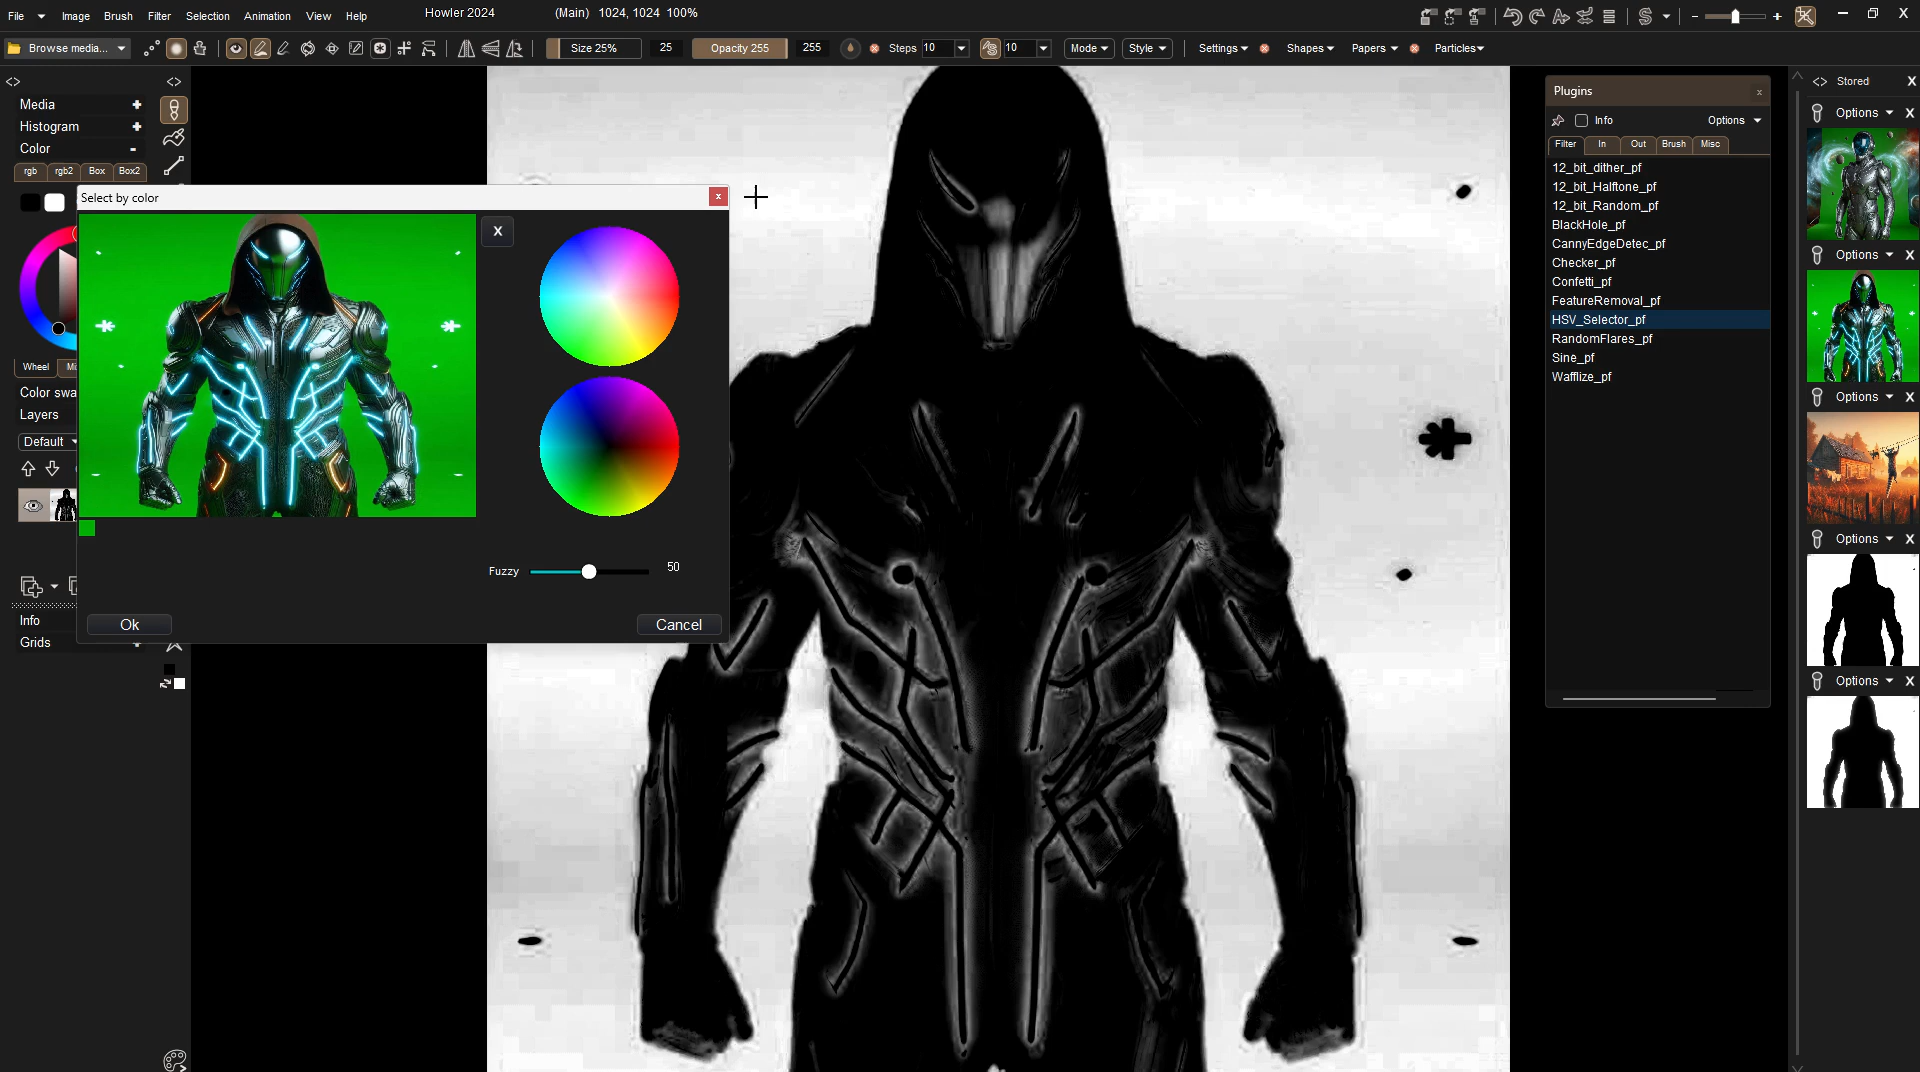 File Image Brush Filter Selection Animation View Help Howler 2024 (Main) 1024, 1024 100%
Browse media... Size 25% 25 Opacity 255 255 Steps 10 10 Mode Style Settings Shapes Papers Particles
Media
Histogram
Color
rgb rgb2 Box Box2
Select by color x
X
Wheel Mi
Color swa
Layers
Default
Fuzzy 50
Ok Cancel
Info
Grids
Plugins x
Info Options
Filter In Out Brush Misc
12_bit_dither_pf
12_bit_Halftone_pf
12_bit_Random_pf
BlackHole_pf
CannyEdgeDetec_pf
Checker_pf
Confetti_pf
FeatureRemoval_pf
HSV_Selector_pf
RandomFlares_pf
Sine_pf
Wafflize_pf
Stored X
Options X
Options X
Options X
Options X
Options X